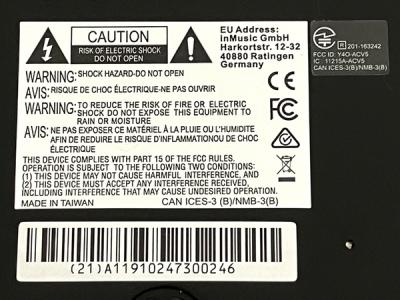 CAUTION
RISK OF ELECTRIC SHOCK
DO NOT OPEN
EU Address:
InMusic GmbH
Harkortstr. 12-32
40880 Ratingen
Germany
R 201-163242
FCC ID: Y4O-ACV5
IC : 11215A-ACV5
CAN ICES-3(B)/NMB-3(B)
WARNING: SHOCK HAZARD-DO NOT OPEN
AVIS: RISQUE DE CHOC ÉLECTRIQUE-NE PAS OUVRIR
WARNING: TO REDUCE THE RISK OF FIRE OR ELECTRIC
SHOCK DO NOT EXPOSE THIS EQUIPMENT TO
RAIN OR MOISTURE
AVIS: NE PAS EXPOSER CE MATÉRIEL À LA PLUIE OU L'HUMIDITE
AFIN DE REDUIRE LE RISQUE D'INFLAMMATIONOU DE CHOC
ÉLECTRIQUE
THIS DEVICE COMPLIES WITH PART 15 OF THE FCC RULES.
OPERATION IS SUBJECT TO THE FOLLOWING TWO CONDITIONS:
(1) THIS DEVICE MAY NOT CAUSE HARMFUL INTERFERENCE, AND
(2) THIS DEVICE MUST ACCEPT ANY INTERFERENCE RECEIVED,
INCLUDING INTERFERENCE THAT MAY CAUSE UNDESIRED OPERATION.
MADE IN TAIWAN
CAN ICES-3 (B)/NMB-3(B)
FC
CE
(21)A11910247300246